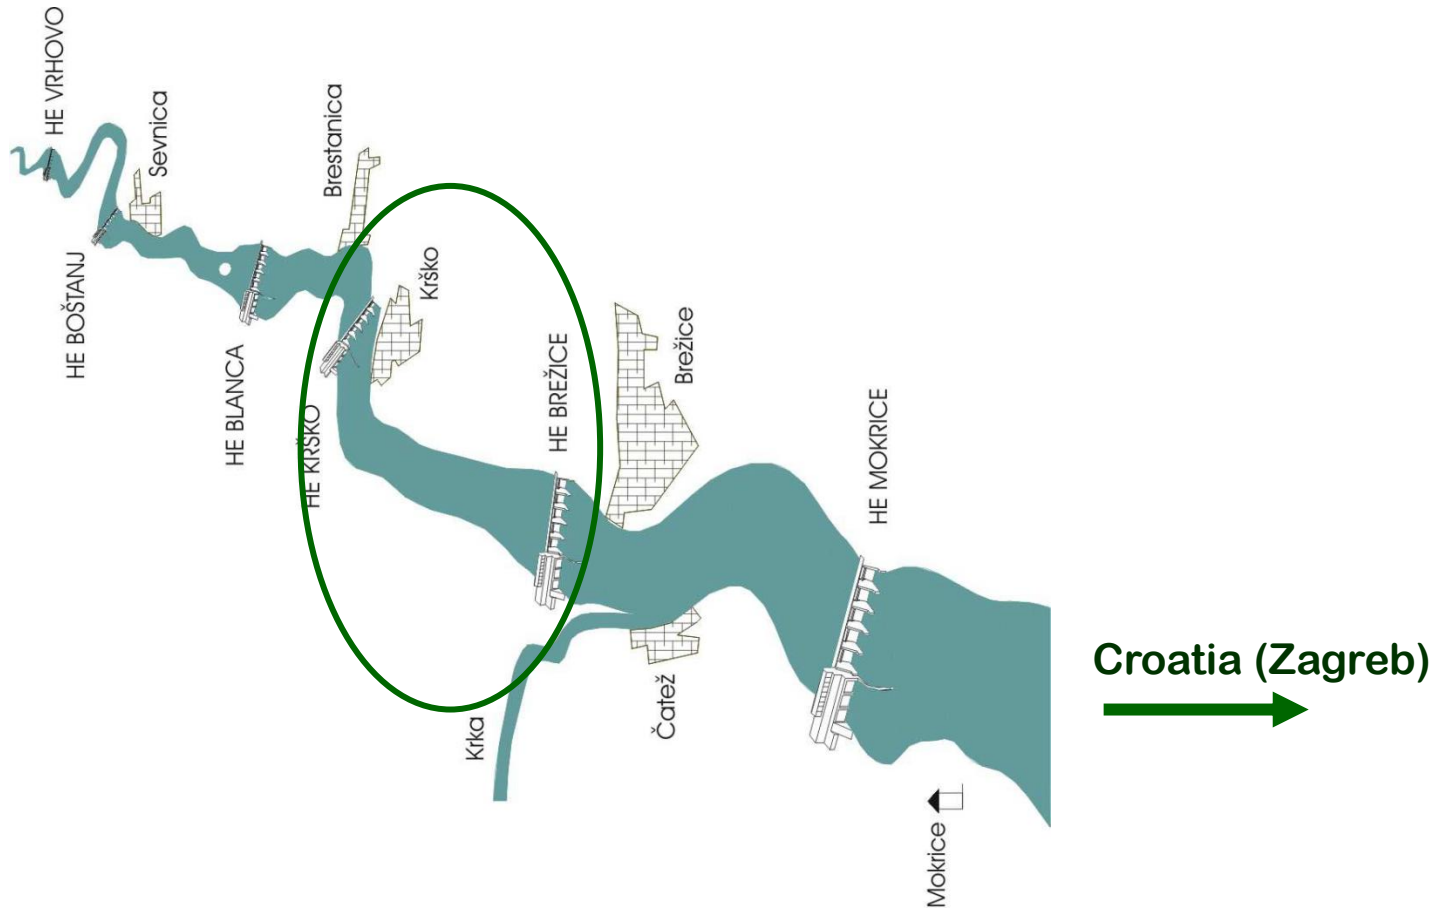 HE VRHOVO
Sevnica
HE BOŠTANJ
Brestanica
HE BLANCA
Krško
HE KRŠKO
HE BREŽICE
Brežice
HE MOKRICE
Krka
Čatež
Croatia (Zagreb)
Mokrice